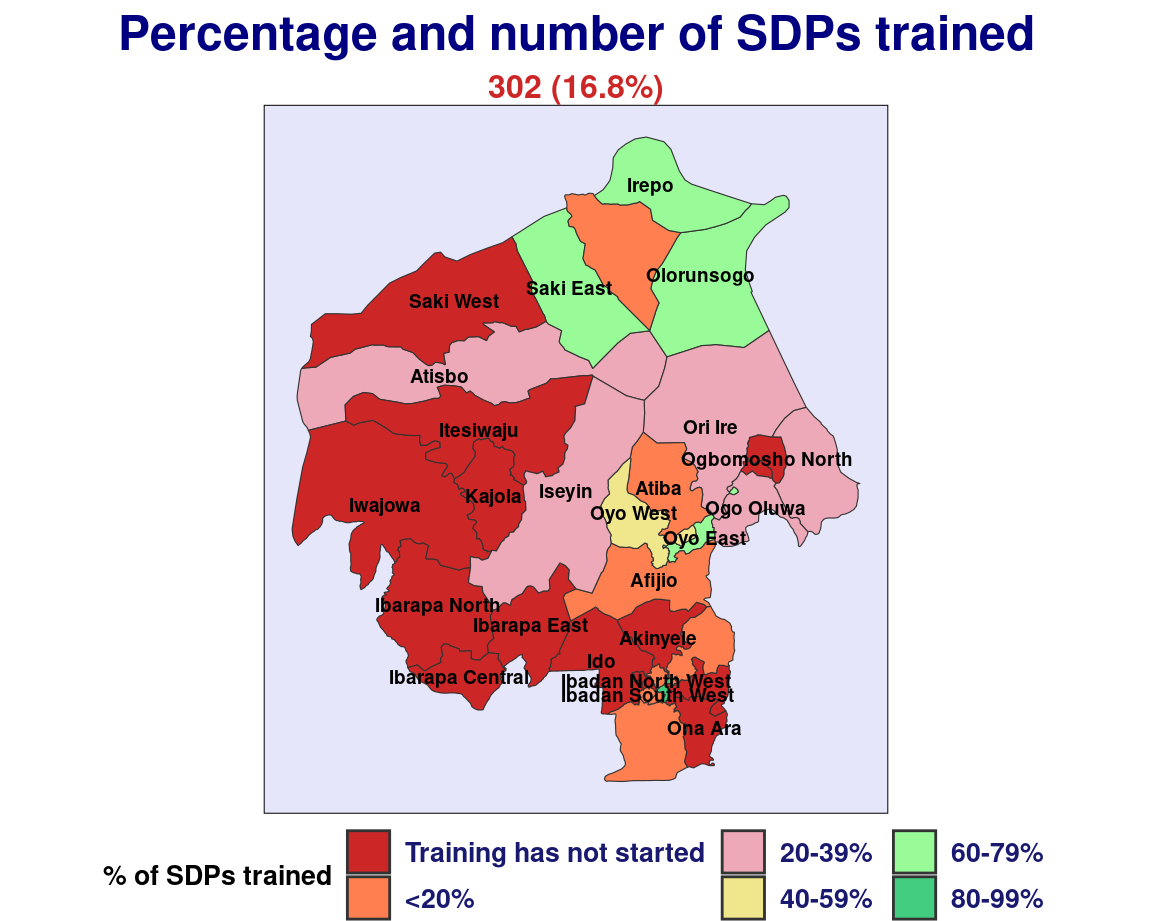 Percentage and number of SDPs trained
302 (16.8%)
Irepo
Olorunsogo
Saki East
Saki West
Atisbo
Ori Ire
Itesiwaju
Ogbomosho North
Iseyin
Atiba
Kajola
Iwajowa
Ogo Oluwa
Oyo West
Oyo East
Afijio
Ibarapa North
Ibarapa East
Akinyele
Ido
Ibarapa Central
Ibadan North West
Ibadan South West
Ona Ara
% of SDPs trained
Training has not started
<20%
20-39%
40-59%
60-79%
80-99%